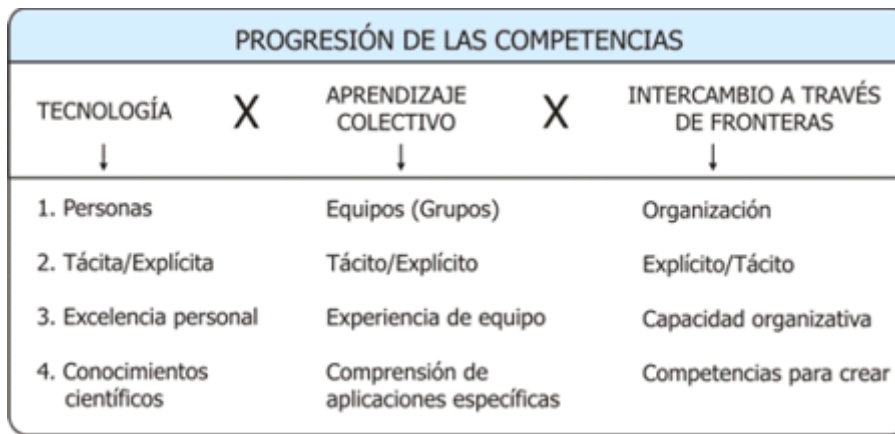 PROGRESIÓN DE LAS COMPETENCIAS
TECNOLOGÍA X APRENDIZAJE COLECTIVO X INTERCAMBIO A TRAVÉS DE FRONTERAS
1. Personas Equipos (Grupos) Organización
2. Tácita/Explícita Tácito/Explícito Explícito/Tácito
3. Excelencia personal Experiencia de equipo Capacidad organizativa
4. Conocimientos científicos Comprensión de aplicaciones específicas Competencias para crear